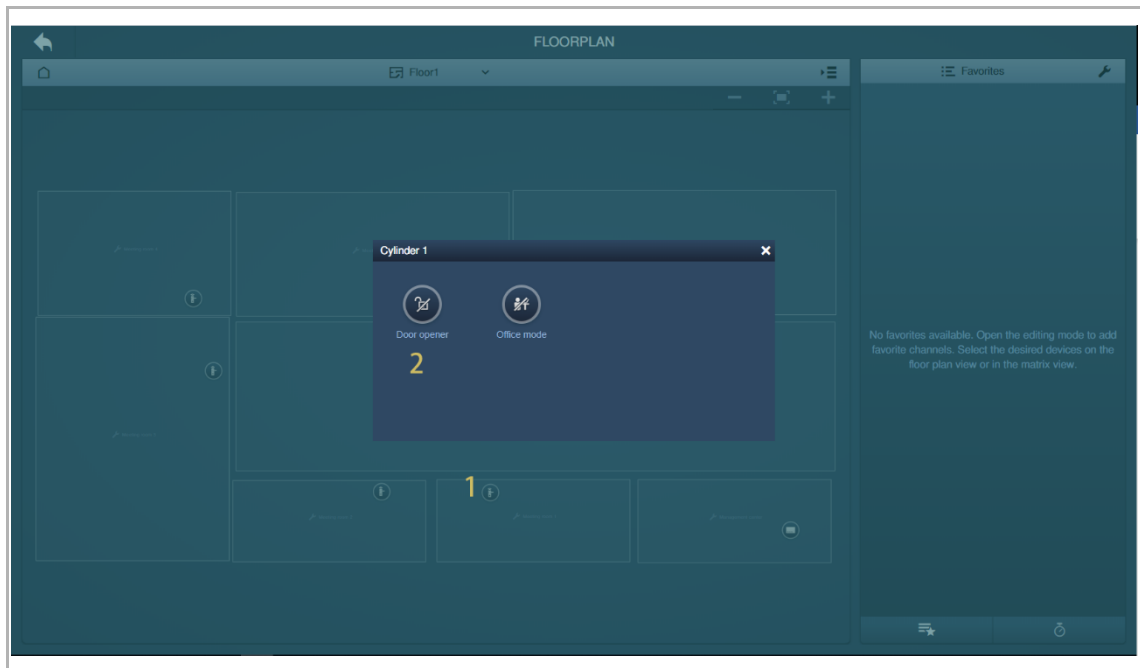 FLOORPLAN
Floor1
Favorites
Cylinder 1
Door opener
Office mode
2
1
No favorites available. Open the editing mode to add
favorite channels. Select the desired devices on the
floor plan view or in the matrix view.